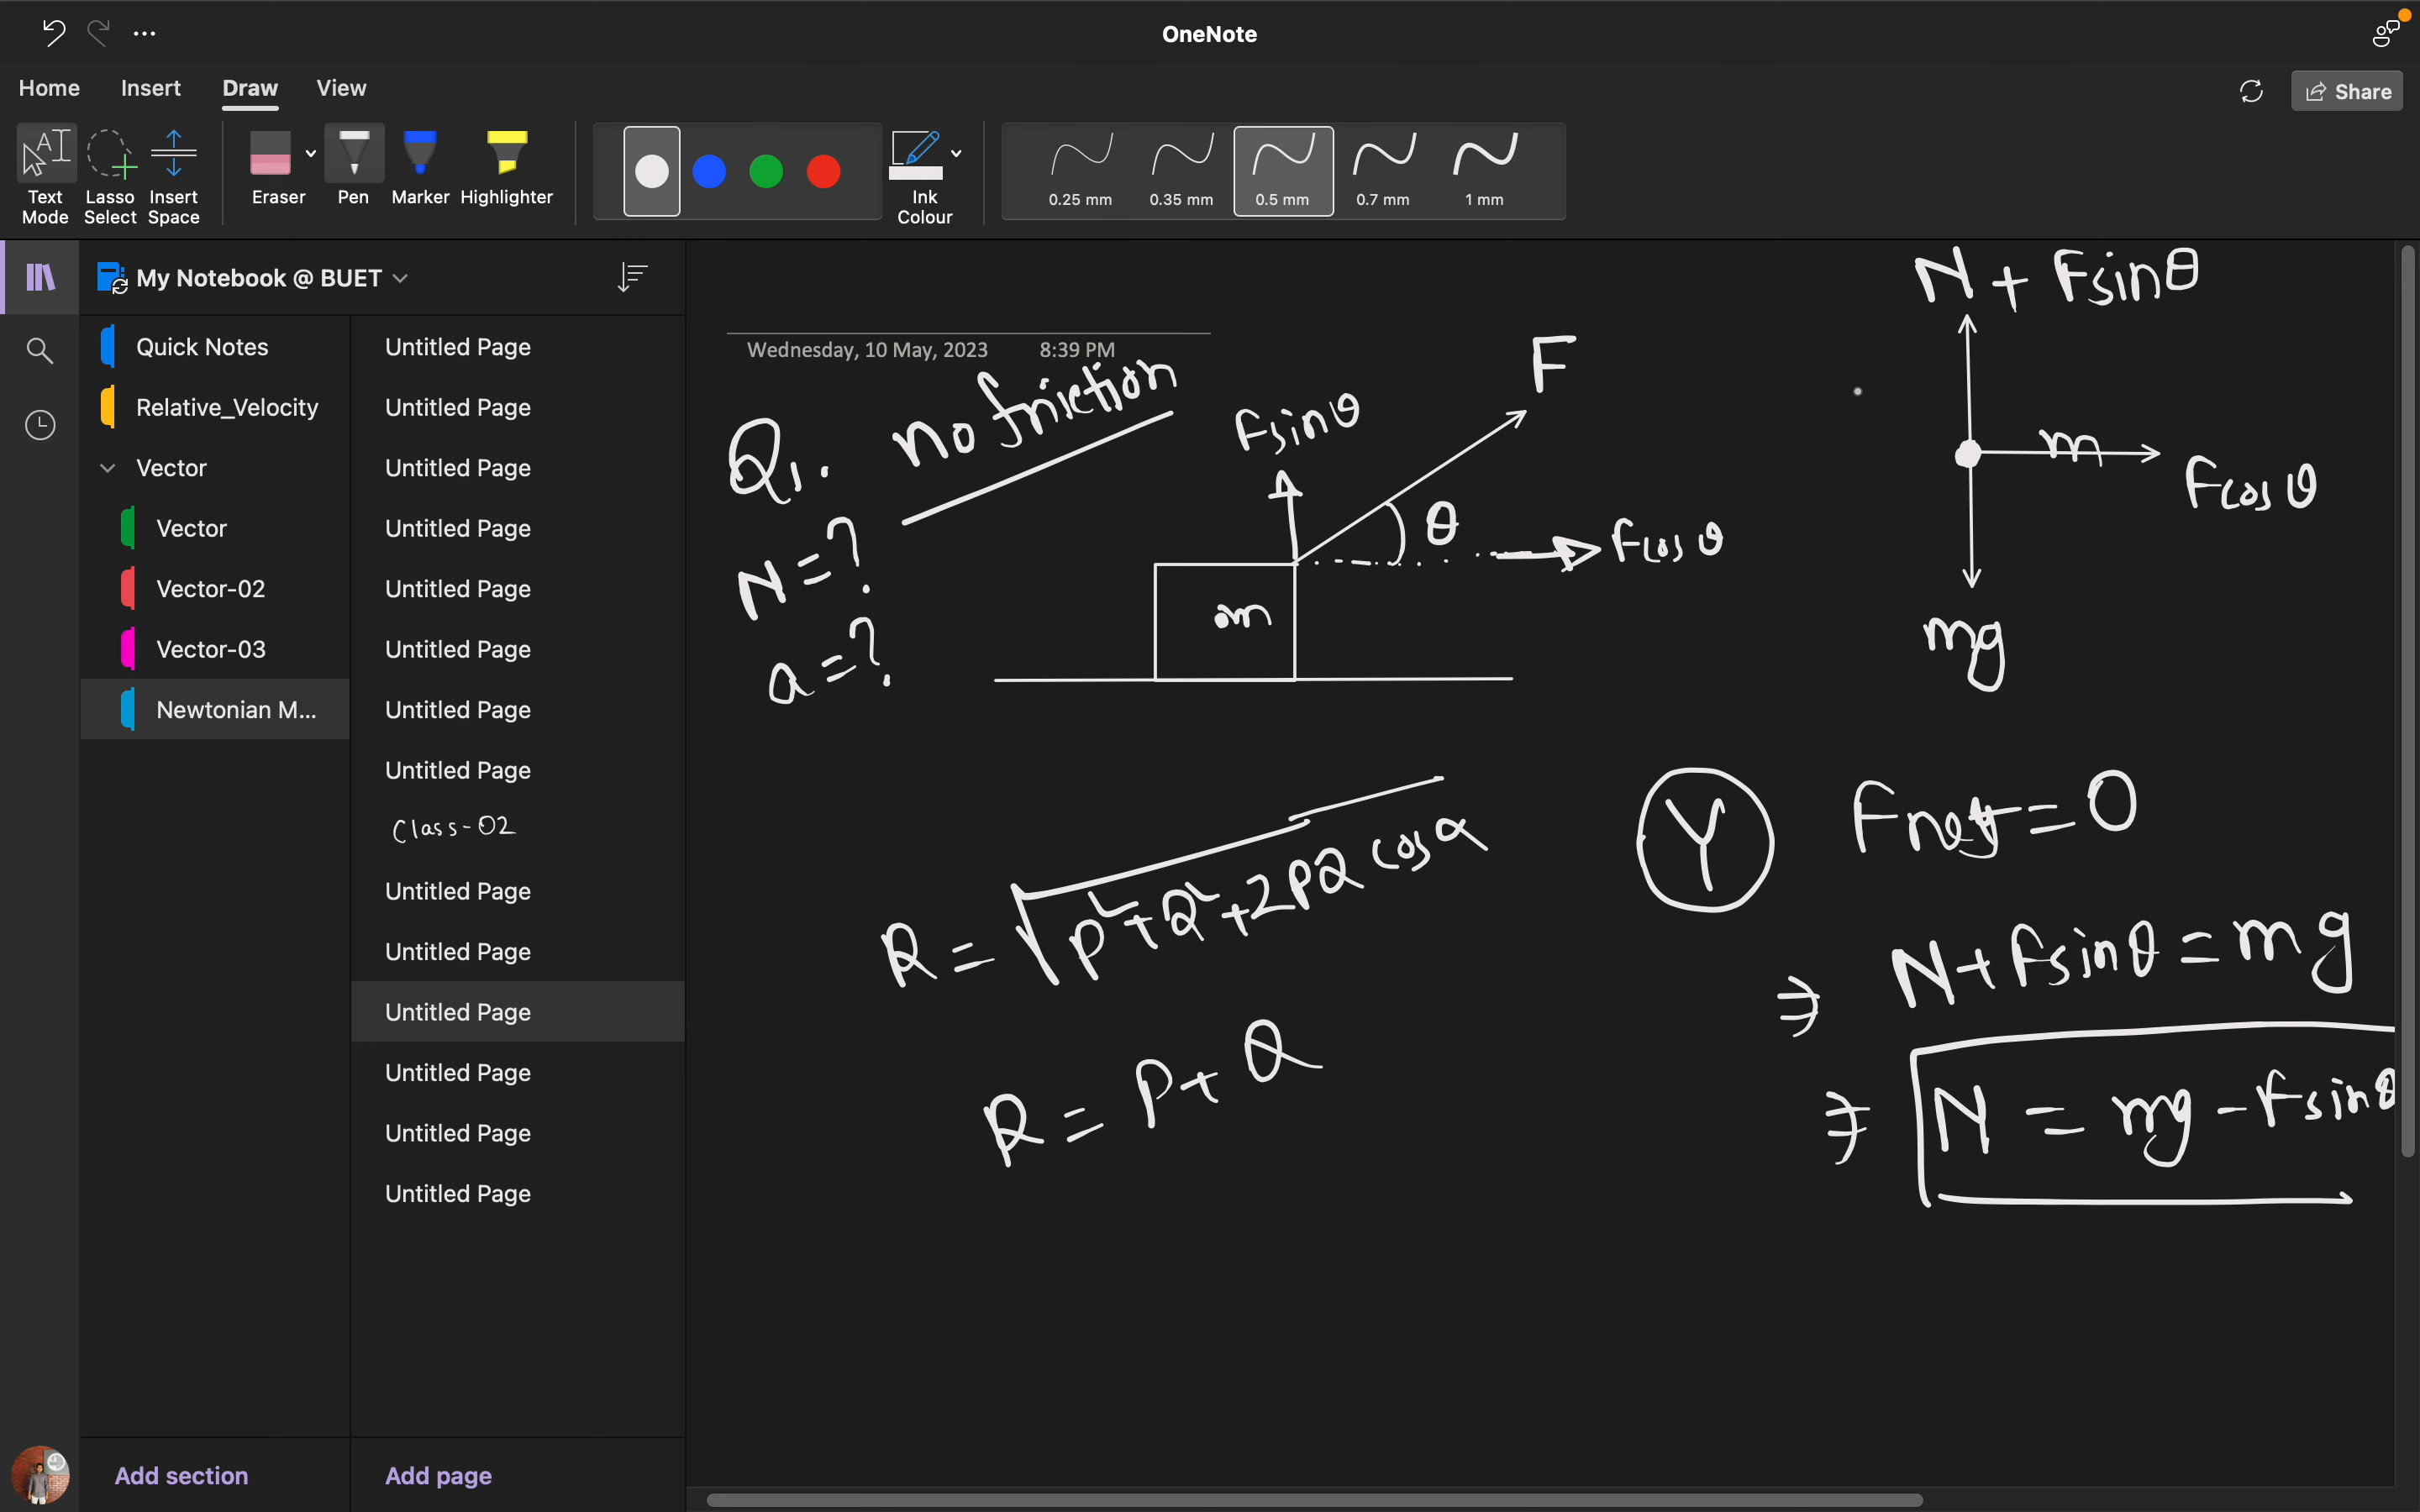 OneNote
Home Insert Draw View
Share
Text Mode
Lasso Select
Insert Space
Eraser
Pen
Marker
Highlighter
Ink Colour
0.25 mm
0.35 mm
0.5 mm
0.7 mm
1 mm
My Notebook @ BUET
Quick Notes
Relative_Velocity
Vector
Vector
Vector-02
Vector-03
Newtonian M...
Add section
Untitled Page
Untitled Page
Untitled Page
Untitled Page
Untitled Page
Untitled Page
Untitled Page
Untitled Page
Class-02
Untitled Page
Untitled Page
Untitled Page
Untitled Page
Untitled Page
Untitled Page
Add page
Wednesday, 10 May, 2023 8:39 PM
Q1. no friction
N=?
a=?
Fsinθ
F
θ
Fcosθ
m
N + Fsinθ
m
Fcosθ
mg
R = √P²+Q²+2PQ cosα
R = P+Q
Y
Fnet=0
⇒ N+Fsinθ=mg
⇒ N = mg-Fsinθ